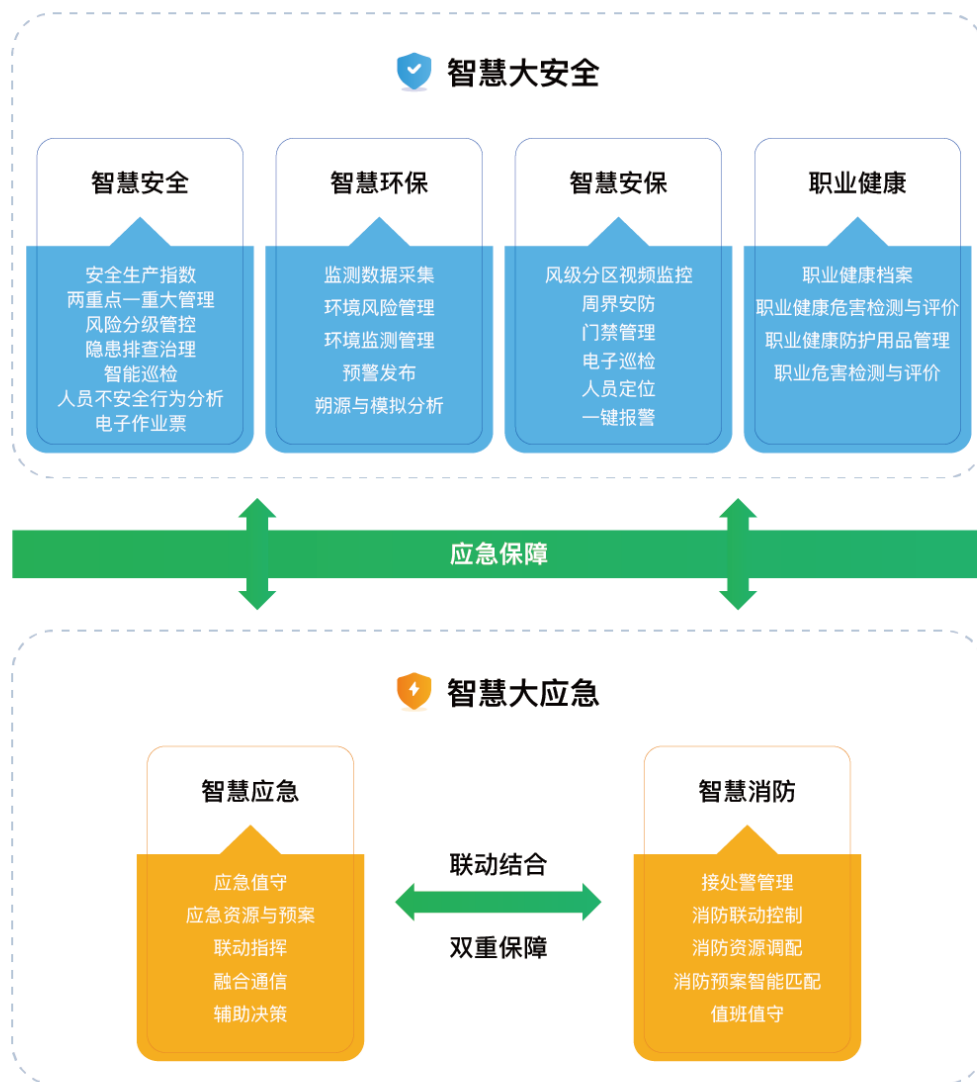 智慧大安全
智慧安全
安全生产指数
两重点一重大管理
风险分级管控
隐患排查治理
智能巡检
人员不安全行为分析
电子作业票
智慧环保
监测数据采集
环境风险管理
环境监测管理
预警发布
朔源与模拟分析
智慧安保
风级分区视频监控
周界安防
门禁管理
电子巡检
人员定位
一键报警
职业健康
职业健康档案
职业健康危害检测与评价
职业健康防护用品管理
职业危害检测与评价
应急保障
智慧大应急
智慧应急
应急值守
应急资源与预案
联动指挥
融合通信
辅助决策
联动结合
双重保障
智慧消防
接处警管理
消防联动控制
消防资源调配
消防预案智能匹配
值班值守